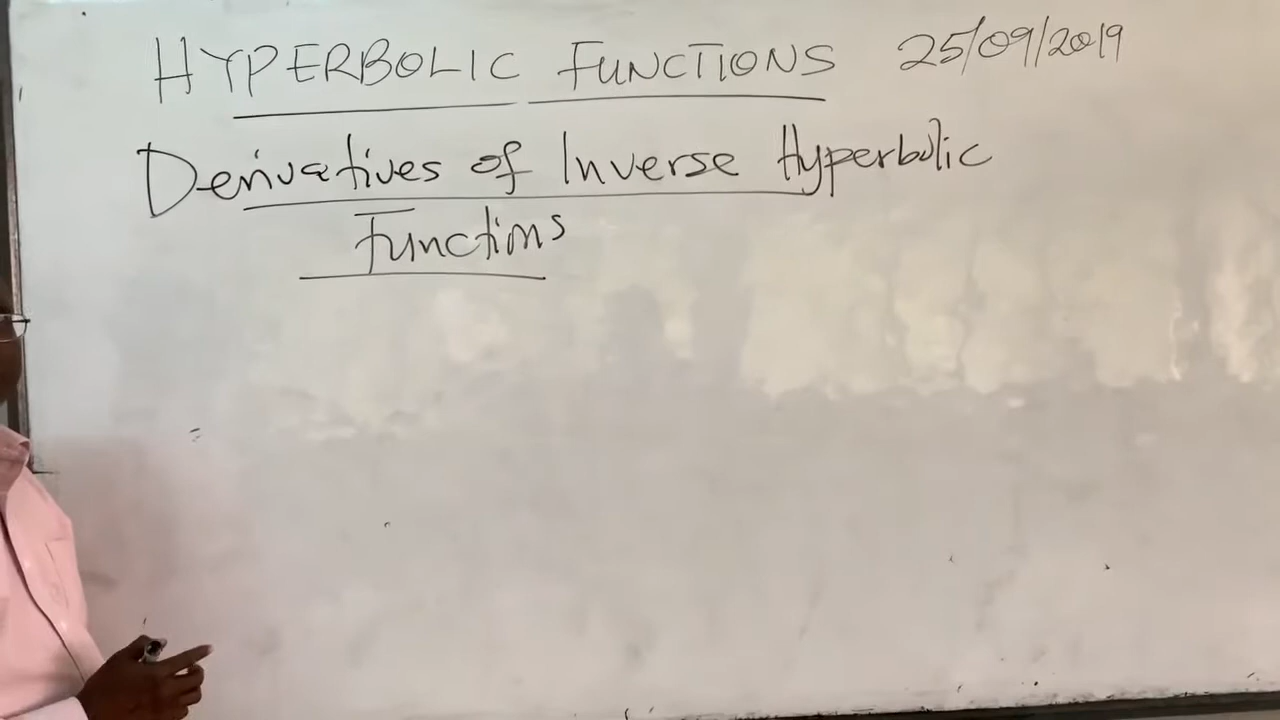 HYPERBOLIC FUNCTIONS 25/09/2019
Derivatives of Inverse Hyperbolic
Functions